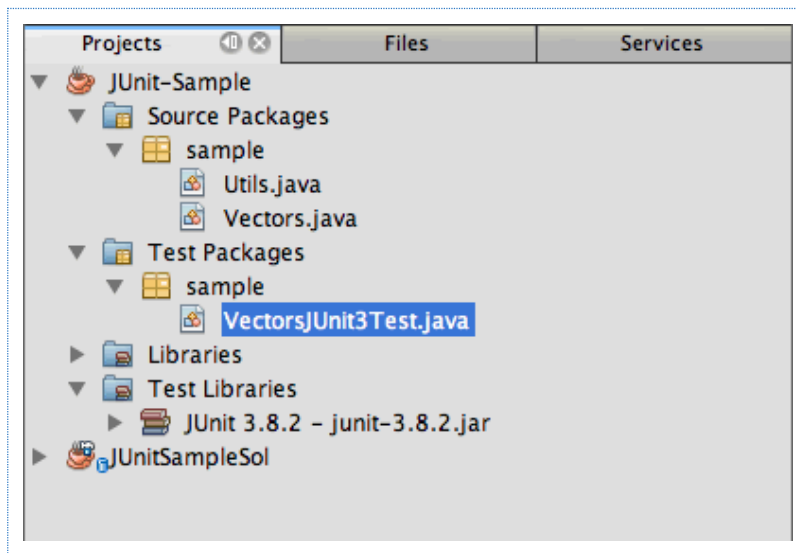 Projects Files Services
JUnit-Sample
Source Packages
sample
Utils.java
Vectors.java
Test Packages
sample
VectorsJUnit3Test.java
Libraries
Test Libraries
JUnit 3.8.2 - junit-3.8.2.jar
JUnitSampleSol